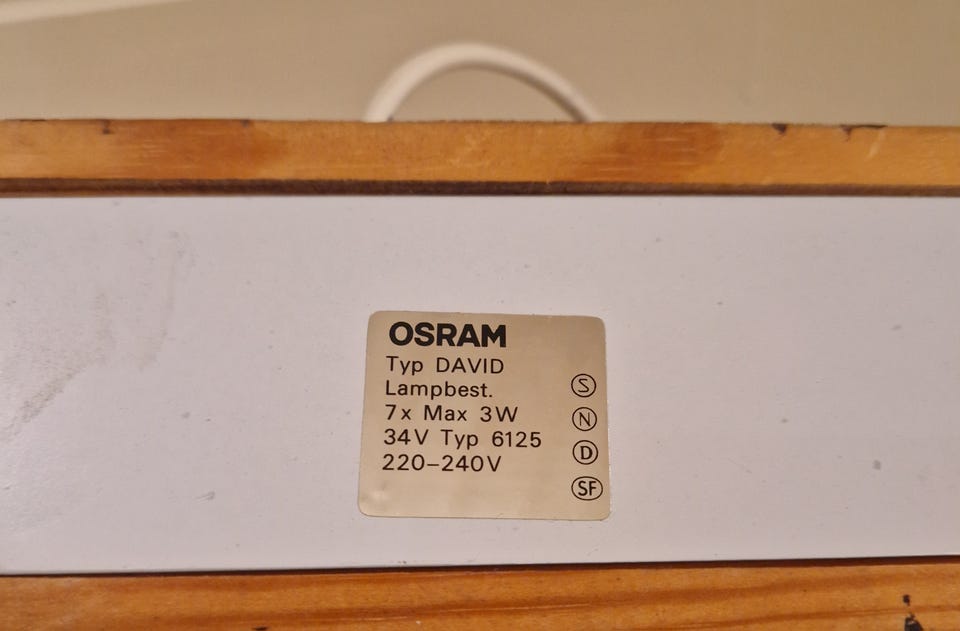 OSRAM
Typ DAVID
Lampbest.
7x Max 3W
34V Typ 6125
220–240V
S
N
D
SF